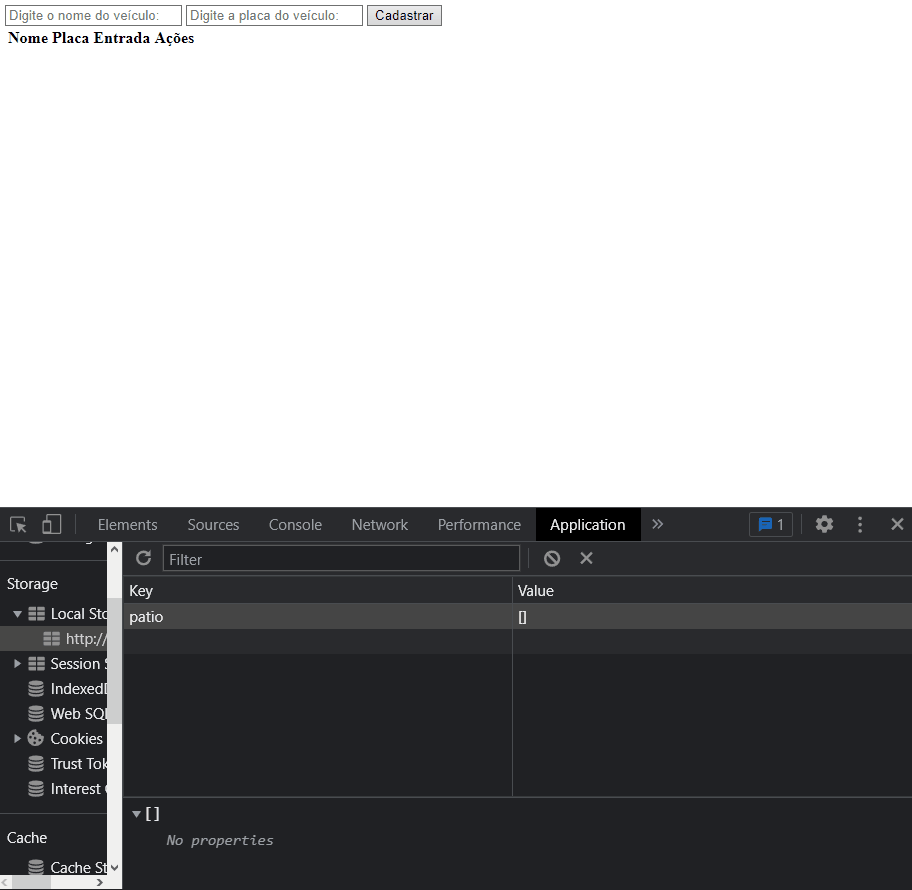 Digite o nome do veículo: Digite a placa do veículo: Cadastrar
Nome Placa Entrada Ações
Elements Sources Console Network Performance Application 1
Filter
Storage
Key Value
Local Sto
patio []
http://
Session S
IndexedD
Web SQL
Cookies
Trust Tok
Interest
[]
No properties
Cache
Cache St